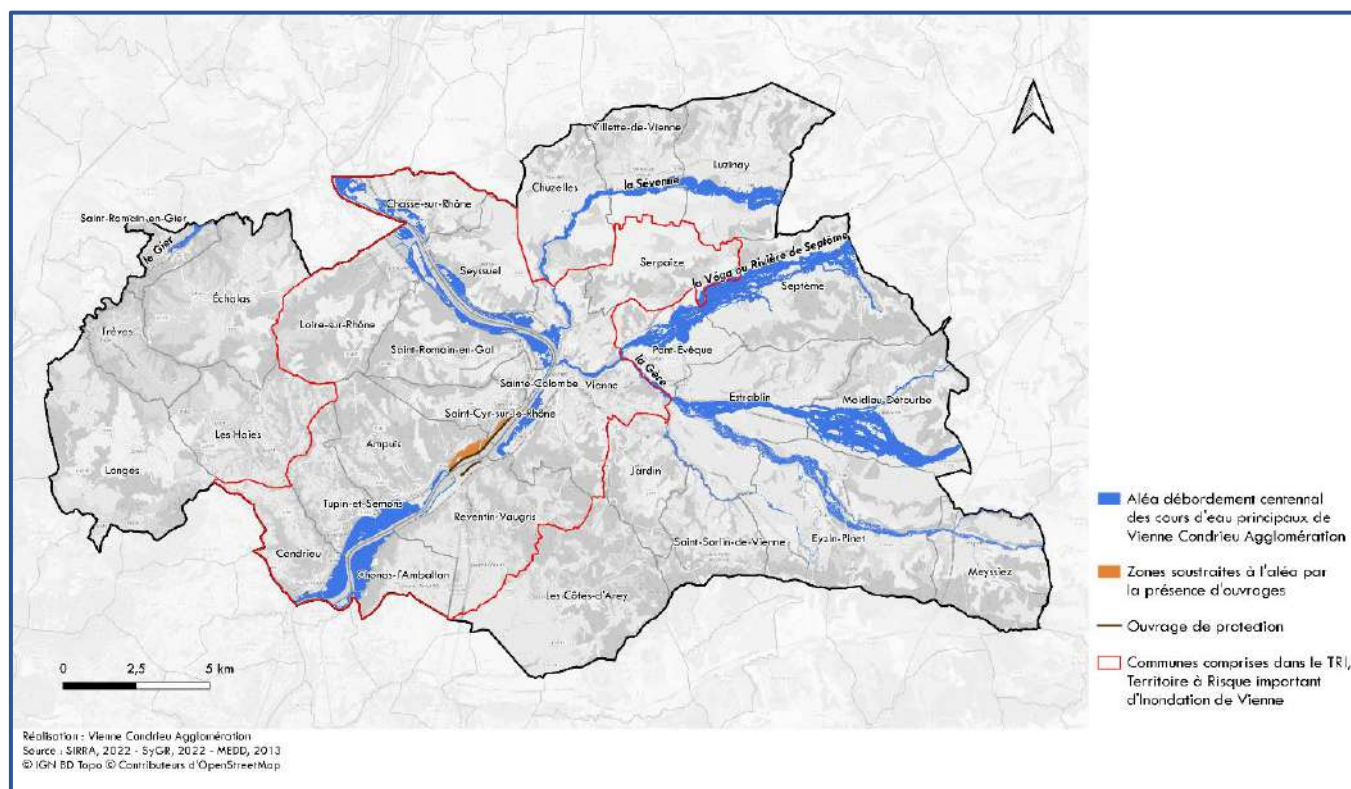 Villette-de-Vienne
Luzinay
Chuzelles
la Sévenne
Chasse-sur-Rhône
Saint-Romain-en-Gier
le Gier
Serpaize
la Véga ou Rivière de Septème
Seyssuel
Septème
Échalas
Loire-sur-Rhône
Trèves
Saint-Romain-en-Gal
Pont-Évêque
la Gère
Sainte-Colombe
Vienne
Estrablin
Moidieu-Détourbe
Saint-Cyr-sur-le-Rhône
Les Haies
Ampuis
Longes
Jardin
Tupin-et-Semons
Reventin-Vaugris
Saint-Sorlin-de-Vienne
Eyzin-Pinet
Condrieu
Meyssiez
Chonas-l'Amballan
Les Côtes-d'Arey
Aléa débordement centennal
des cours d'eau principaux de
Vienne Condrieu Agglomération
Zones soustraites à l'aléa par
la présence d'ouvrages
Ouvrage de protection
Communes comprises dans le TRI,
Territoire à Risque important
d'Inondation de Vienne
0 2,5 5 km
Réalisation : Vienne Condrieu Agglomération
Source : SIRRA, 2022 - SyGR, 2022 - MEDD, 2013
© IGN BD Topo © Contributeurs d'OpenStreetMap